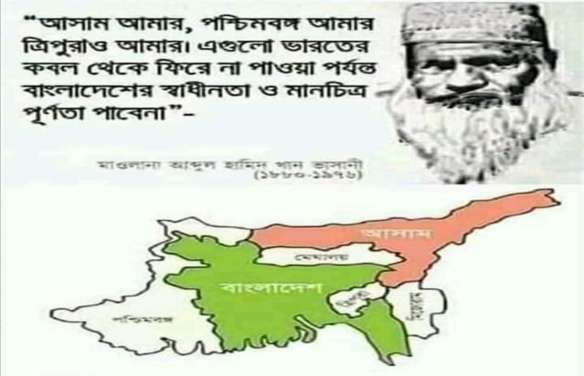 “আসাম আমার, পশ্চিমবঙ্গ আমার
ত্রিপুরাও আমার। এগুলো ভারতের
কবল থেকে ফিরে না পাওয়া পর্যন্ত
বাংলাদেশের স্বাধীনতা ও মানচিত্র
পূর্ণতা পাবেনা”-
মাওলানা আব্দুল হামিদ খান ভাসানী
(১৮৮০-১৯৭৬)
আসাম
মেঘালয়
বাংলাদেশ
ত্রিপুরা
মিজোরাম
পশ্চিমবঙ্গ